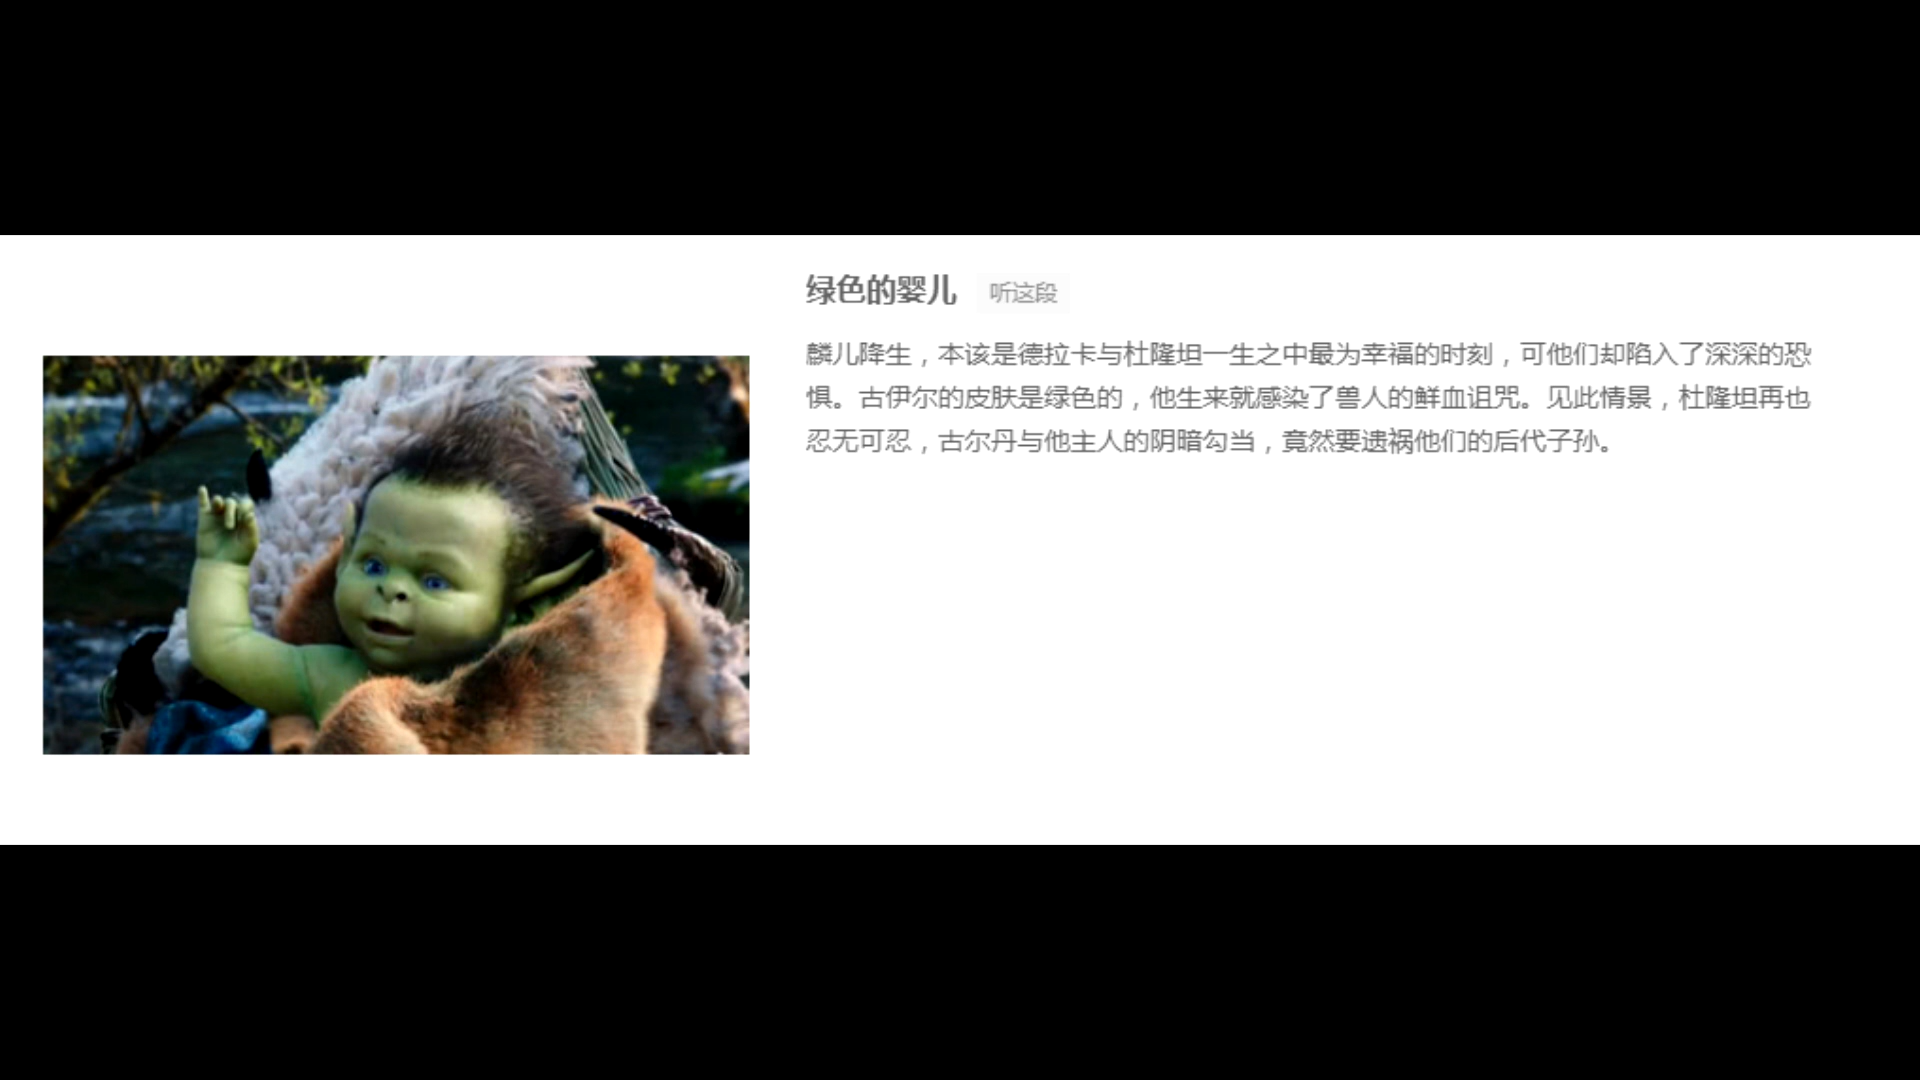 绿色的婴儿 听这段
麟儿降生，本该是德拉卡与杜隆坦一生之中最为幸福的时刻，可他们却陷入了深深的恐
惧。古伊尔的皮肤是绿色的，他生来就感染了兽人的鲜血诅咒。见此情景，杜隆坦再也
忍无可忍，古尔丹与他主人的阴暗勾当，竟然要遗祸他们的后代子孙。